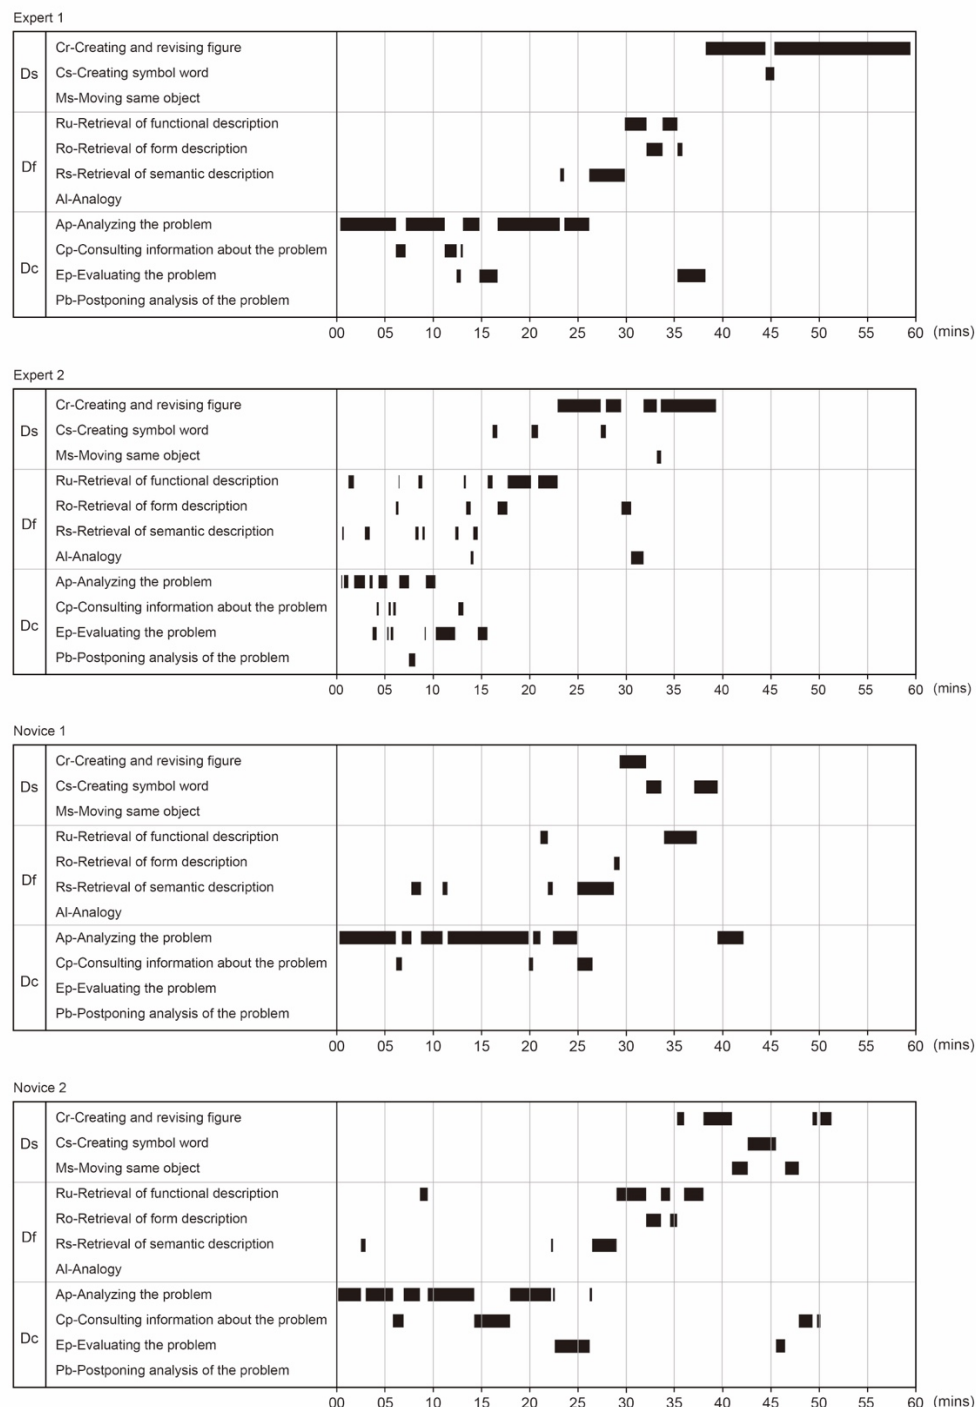 Expert 1
Ds
Cr-Creating and revising figure
Cs-Creating symbol word
Ms-Moving same object
Df
Ru-Retrieval of functional description
Ro-Retrieval of form description
Rs-Retrieval of semantic description
Al-Analogy
Dc
Ap-Analyzing the problem
Cp-Consulting information about the problem
Ep-Evaluating the problem
Pb-Postponing analysis of the problem
00 05 10 15 20 25 30 35 40 45 50 55 60 (mins)
Expert 2
Ds
Cr-Creating and revising figure
Cs-Creating symbol word
Ms-Moving same object
Df
Ru-Retrieval of functional description
Ro-Retrieval of form description
Rs-Retrieval of semantic description
Al-Analogy
Dc
Ap-Analyzing the problem
Cp-Consulting information about the problem
Ep-Evaluating the problem
Pb-Postponing analysis of the problem
00 05 10 15 20 25 30 35 40 45 50 55 60 (mins)
Novice 1
Ds
Cr-Creating and revising figure
Cs-Creating symbol word
Ms-Moving same object
Df
Ru-Retrieval of functional description
Ro-Retrieval of form description
Rs-Retrieval of semantic description
Al-Analogy
Dc
Ap-Analyzing the problem
Cp-Consulting information about the problem
Ep-Evaluating the problem
Pb-Postponing analysis of the problem
00 05 10 15 20 25 30 35 40 45 50 55 60 (mins)
Novice 2
Ds
Cr-Creating and revising figure
Cs-Creating symbol word
Ms-Moving same object
Df
Ru-Retrieval of functional description
Ro-Retrieval of form description
Rs-Retrieval of semantic description
Al-Analogy
Dc
Ap-Analyzing the problem
Cp-Consulting information about the problem
Ep-Evaluating the problem
Pb-Postponing analysis of the problem
00 05 10 15 20 25 30 35 40 45 50 55 60 (mins)